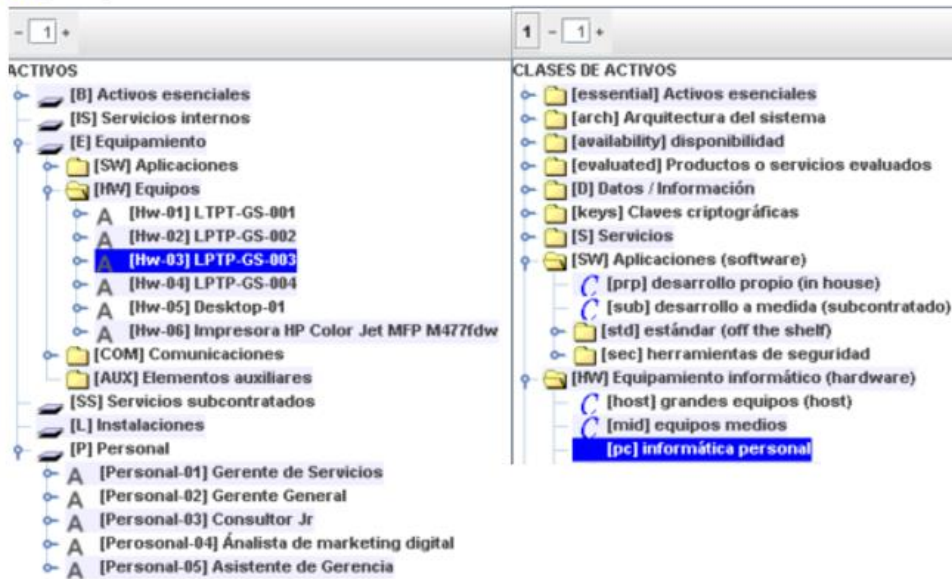 - 1 +
ACTIVOS
[B] Activos esenciales
[IS] Servicios internos
[E] Equipamiento
[SW] Aplicaciones
[HW] Equipos
A [Hw-01] LTPT-GS-001
A [Hw-02] LPTP-GS-002
A [Hw-03] LPTP-GS-003
A [Hw-04] LPTP-GS-004
A [Hw-05] Desktop-01
A [Hw-06] Impresora HP Color Jet MFP M477fdw
[COM] Comunicaciones
[AUX] Elementos auxiliares
[SS] Servicios subcontratados
[L] Instalaciones
[P] Personal
A [Personal-01] Gerente de Servicios
A [Personal-02] Gerente General
A [Personal-03] Consultor Jr
A [Perosonal-04] Ánalista de marketing digital
A [Personal-05] Asistente de Gerencia
1 - 1 +
CLASES DE ACTIVOS
[essential] Activos esenciales
[arch] Arquitectura del sistema
[availability] disponibilidad
[evaluated] Productos o servicios evaluados
[D] Datos / Información
[keys] Claves criptográficas
[S] Servicios
[SW] Aplicaciones (software)
C [prp] desarrollo propio (in house)
C [sub] desarrollo a medida (subcontratado)
[std] estándar (off the shelf)
[sec] herramientas de seguridad
[HW] Equipamiento informático (hardware)
C [host] grandes equipos (host)
C [mid] equipos medios
[pc] informática personal